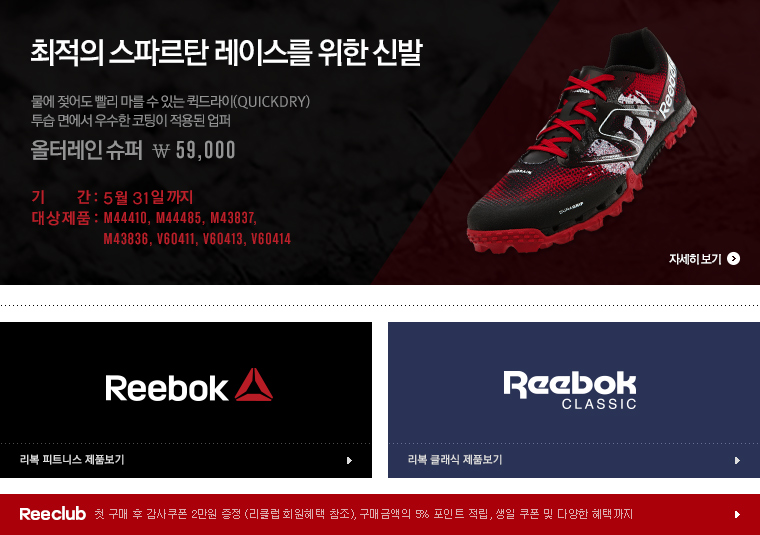 최적의 스파르탄 레이스를 위한 신발
물에 젖어도 빨리 마를 수 있는 퀵드라이(QUICKDRY)
투습 면에서 우수한 코팅이 적용된 업퍼
올터레인 슈퍼 ₩ 59,000
기 간 : 5월 31일까지
대상제품 : M44410, M44485, M43837,
M43836, V60411, V60413, V60414
Reebok
DURAGRIP
자세히 보기
Reebok
Reebok
CLASSIC
리복 피트니스 제품보기
리복 클래식 제품보기
Reeclub 첫 구매 후 감사쿠폰 2만원 증정 (리클럽 회원혜택 참조), 구매금액의 5% 포인트 적립, 생일 쿠폰 및 다양한 혜택까지